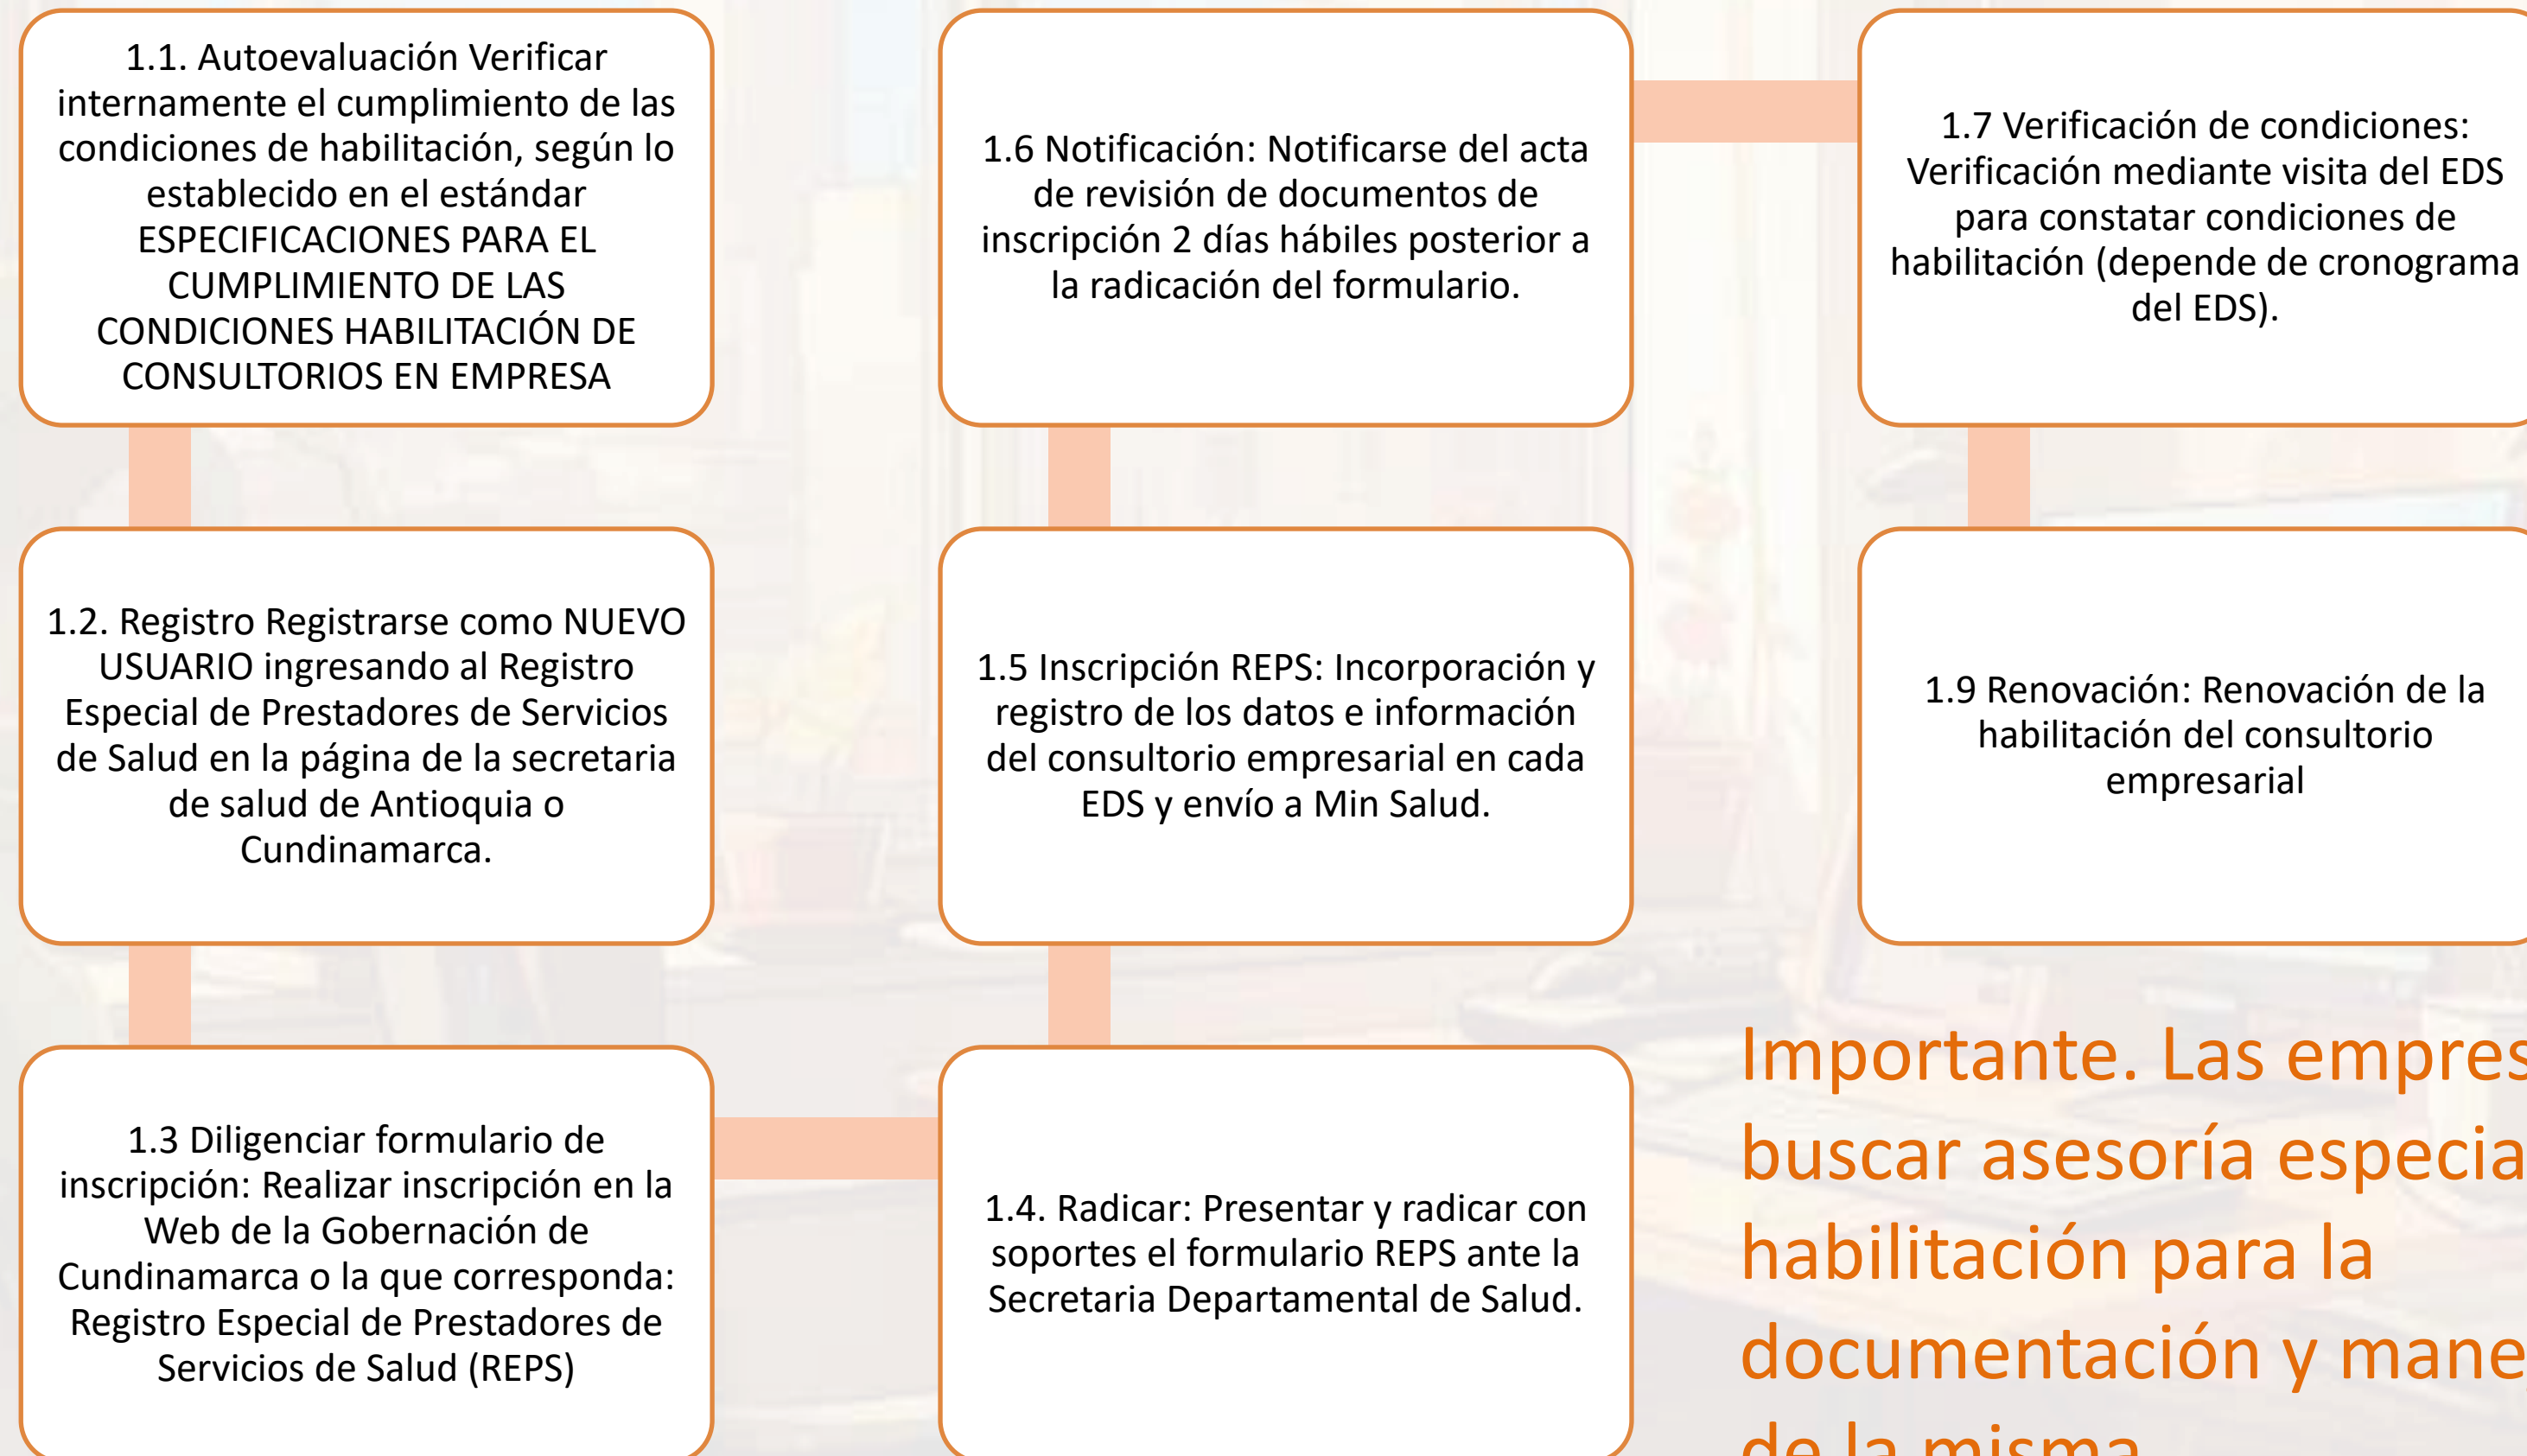 1.1. Autoevaluación Verificar
internamente el cumplimiento de las
condiciones de habilitación, según lo
establecido en el estándar
ESPECIFICACIONES PARA EL
CUMPLIMIENTO DE LAS
CONDICIONES HABILITACIÓN DE
CONSULTORIOS EN EMPRESA
1.2. Registro Registrarse como NUEVO
USUARIO ingresando al Registro
Especial de Prestadores de Servicios
de Salud en la página de la secretaria
de salud de Antioquia o
Cundinamarca.
1.3 Diligenciar formulario de
inscripción: Realizar inscripción en la
Web de la Gobernación de
Cundinamarca o la que corresponda:
Registro Especial de Prestadores de
Servicios de Salud (REPS)
1.4. Radicar: Presentar y radicar con
soportes el formulario REPS ante la
Secretaria Departamental de Salud.
1.5 Inscripción REPS: Incorporación y
registro de los datos e información
del consultorio empresarial en cada
EDS y envío a Min Salud.
1.6 Notificación: Notificarse del acta
de revisión de documentos de
inscripción 2 días hábiles posterior a
la radicación del formulario.
1.7 Verificación de condiciones:
Verificación mediante visita del EDS
para constatar condiciones de
habilitación (depende de cronograma
del EDS).
1.9 Renovación: Renovación de la
habilitación del consultorio
empresarial
Importante. Las
buscar asesoría
habilitación para la
documentación y
de la misma